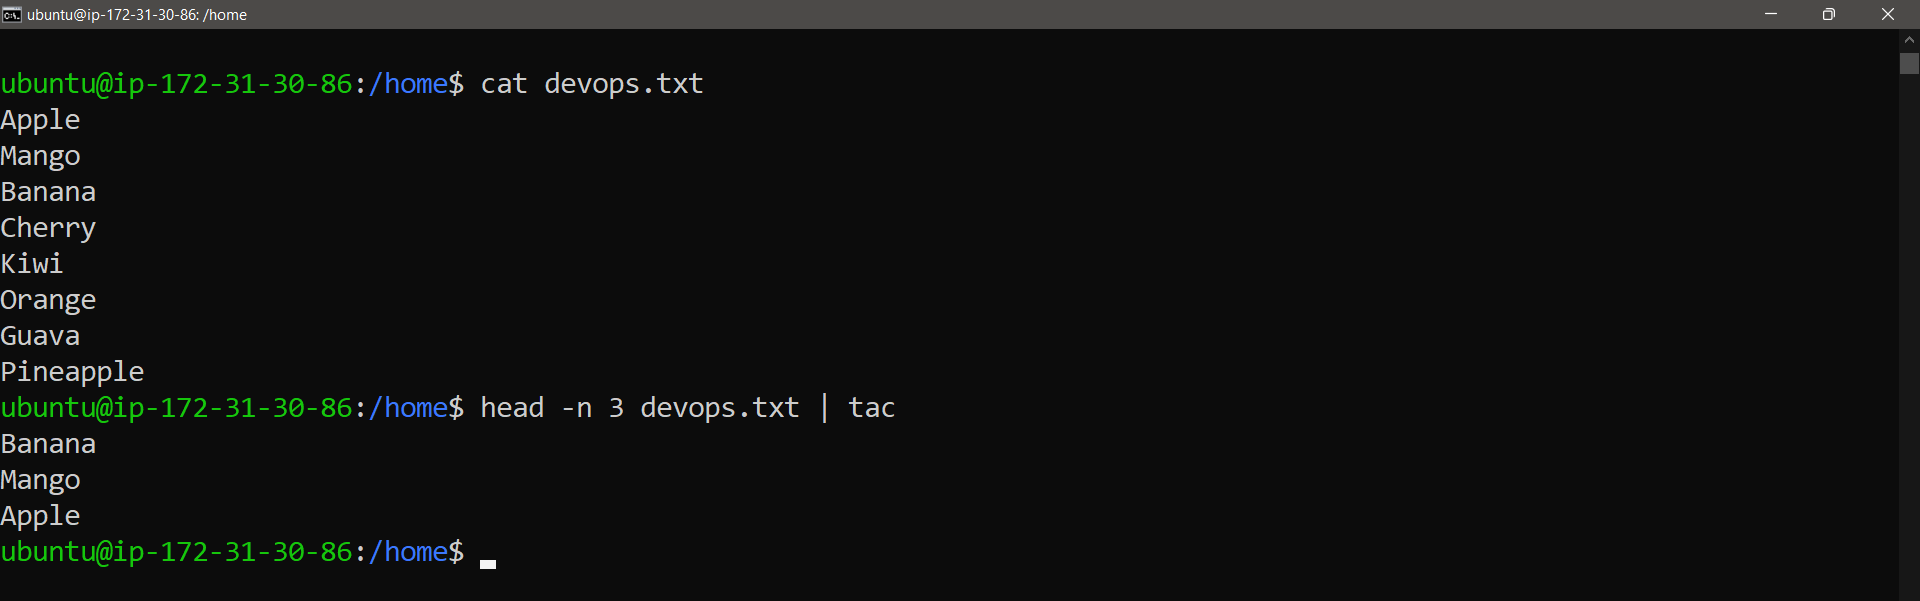 ubuntu@ip-172-31-30-86: /home
ubuntu@ip-172-31-30-86:/home$ cat devops.txt
Apple
Mango
Banana
Cherry
Kiwi
Orange
Guava
Pineapple
ubuntu@ip-172-31-30-86:/home$ head -n 3 devops.txt | tac
Banana
Mango
Apple
ubuntu@ip-172-31-30-86:/home$